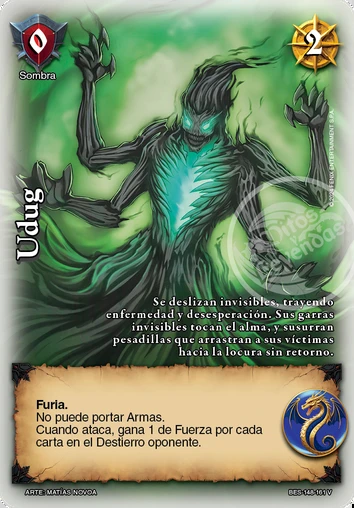 0
Sombra
2
Udug
Mitos
Leyendas
Se deslizan invisibles, trayendo
enfermedad y desesperación. Sus garras
invisibles tocan el alma, y susurran
pesadillas que arrastran a sus víctimas
hacia la locura sin retorno.
Furia.
No puede portar Armas.
Cuando ataca, gana 1 de Fuerza por cada
carta en el Destierro oponente.
ARTE: MATÍAS NOVOA
BES-148-161 V